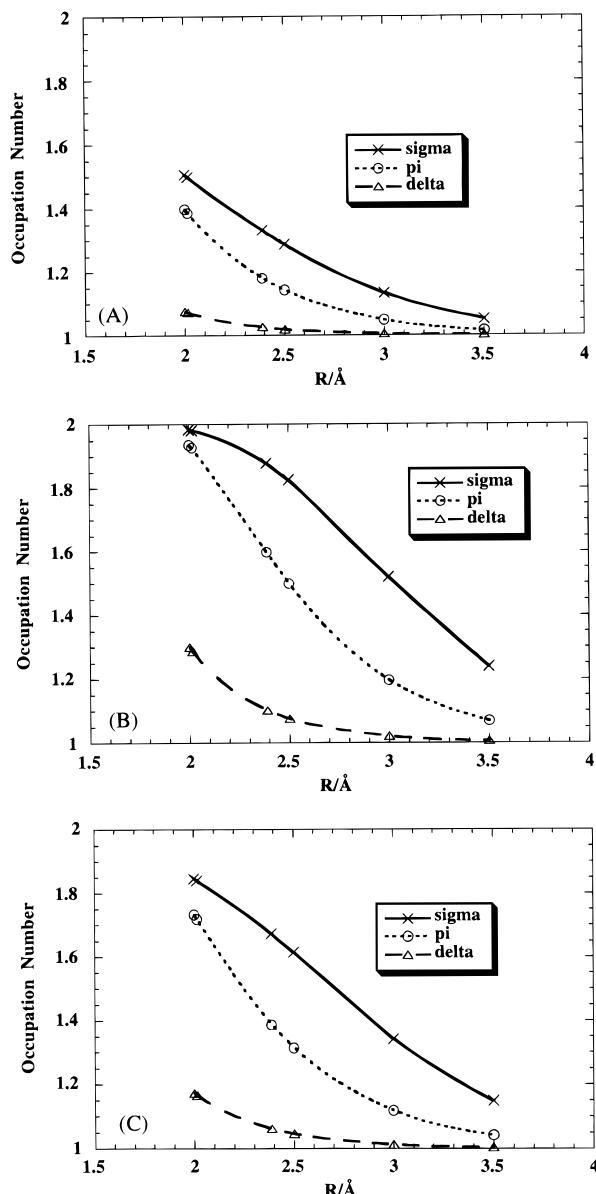 2
1.8
1.6
1.4
1.2
1
Occupation Number
sigma
pi
delta
(A)
1.5 2 2.5 3 3.5 4
R/Å
2
1.8
1.6
1.4
1.2
1
Occupation Number
sigma
pi
delta
(B)
1.5 2 2.5 3 3.5 4
R/Å
2
1.8
1.6
1.4
1.2
1
Occupation Number
sigma
pi
delta
(C)
1.5 2 2.5 3 3.5 4
R/Å